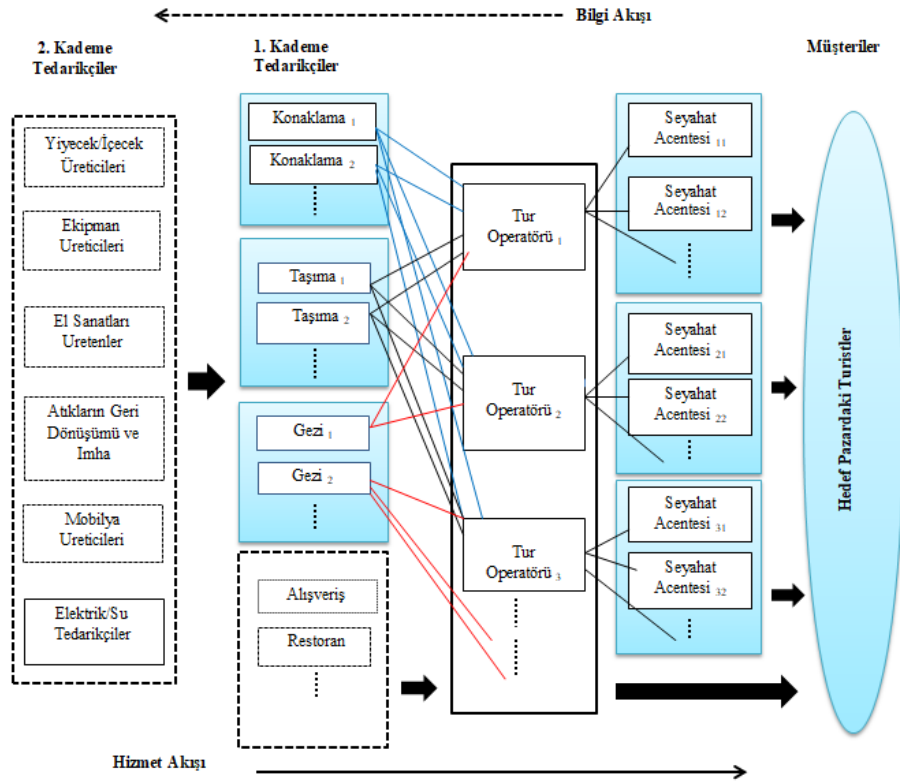 Bilgi Akışı
2. Kademe
Tedarikçiler
1. Kademe
Tedarikçiler
Müşteriler
Yiyecek/İçecek
Üreticileri
Ekipman
Ureticileri
El Sanatları
Uretenler
Atıkların Geri
Dönüşümü ve
Imha
Mobilya
Ureticileri
Elektrik/Su
Tedarikçiler
Konaklama 1
Konaklama 2
Taşıma 1
Taşıma 2
Gezi 1
Gezi 2
Alışveriş
Restoran
Tur
Operatörü 1
Tur
Operatörü 2
Tur
Operatörü 3
Seyahat
Acentesi 11
Seyahat
Acentesi 12
Seyahat
Acentesi 21
Seyahat
Acentesi 22
Seyahat
Acentesi 31
Seyahat
Acentesi 32
Hedef Pazardaki Turistler
Hizmet Akışı